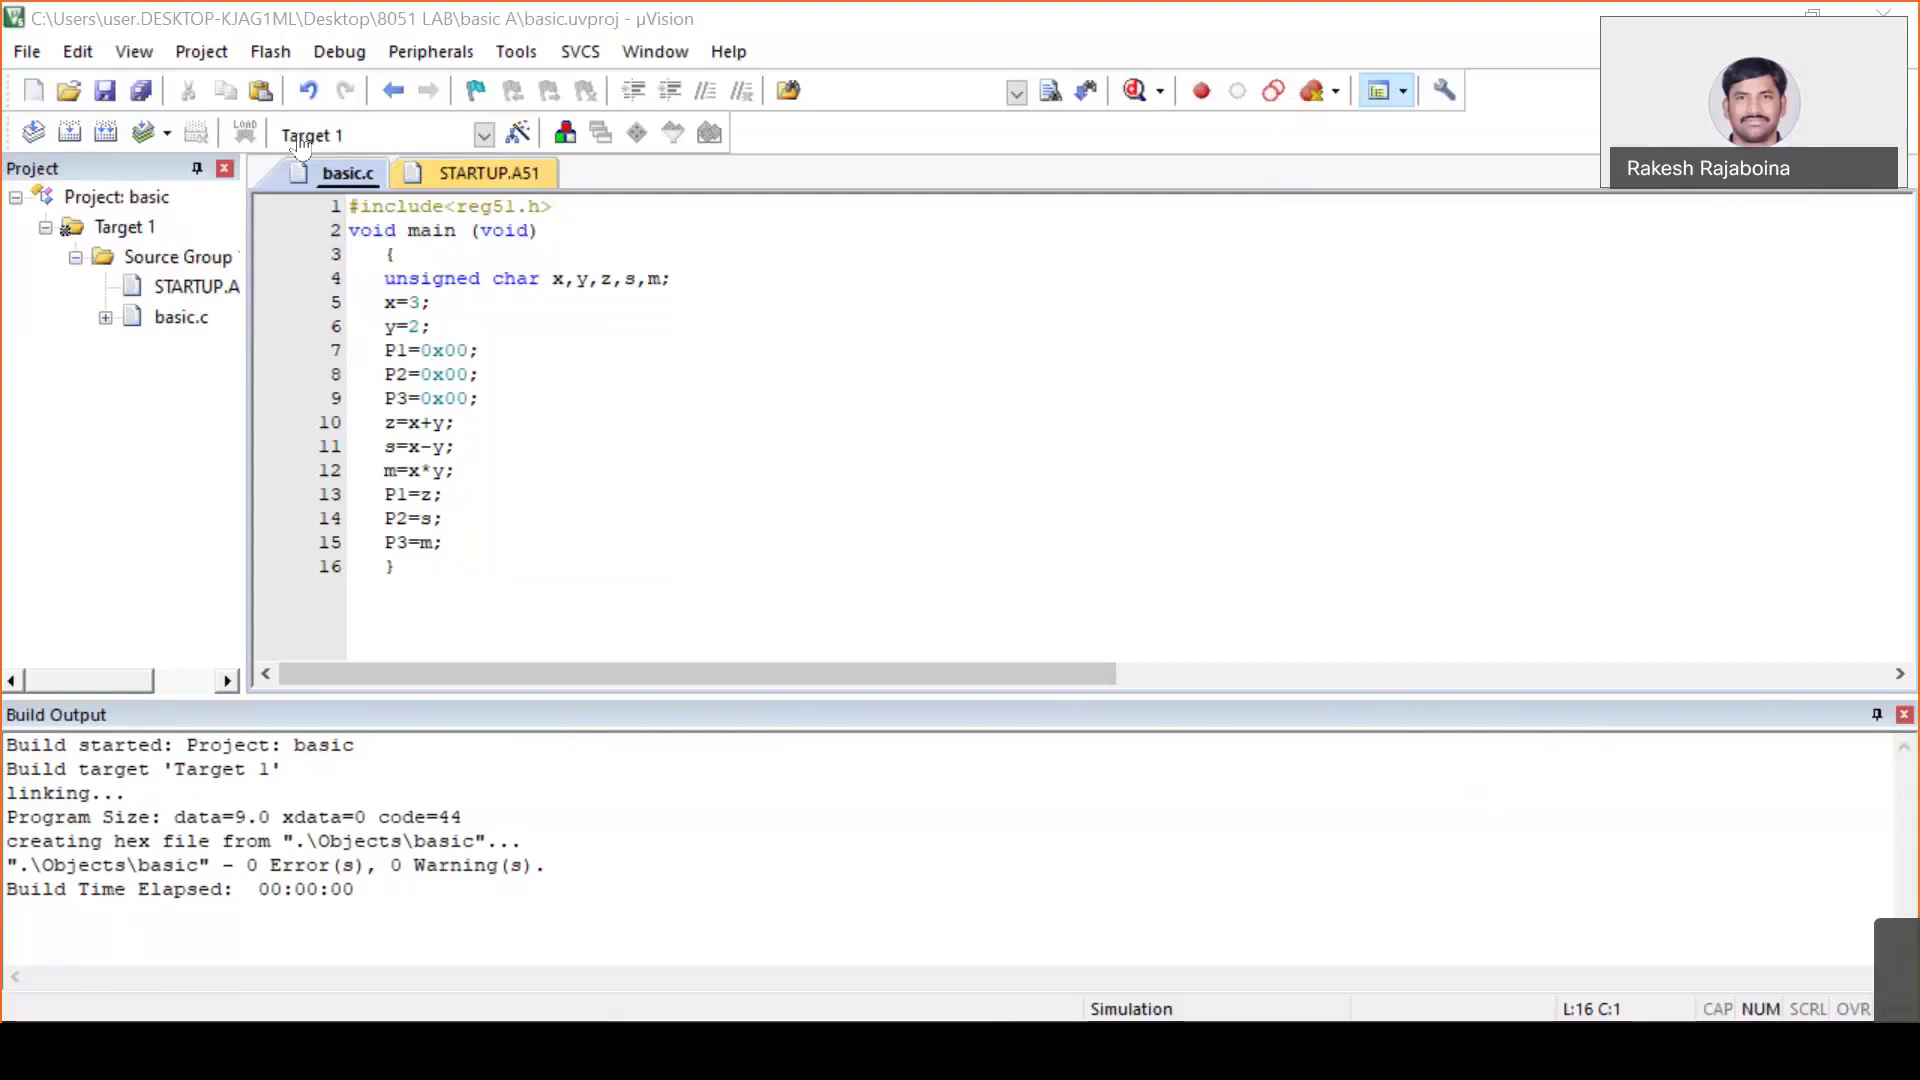 C:\Users\user.DESKTOP-KJAG1ML\Desktop\8051 LAB\basic A\basic.uvproj - µVision
File Edit View Project Flash Debug Peripherals Tools SVCS Window Help
LOAD
Target 1
Rakesh Rajaboina
Project
basic.c
STARTUP.A51
Project: basic
Target 1
Source Group
STARTUP.A
basic.c
1 #include<reg51.h>
2 void main (void)
3 {
4 unsigned char x,y,z,s,m;
5 x=3;
6 y=2;
7 P1=0x00;
8 P2=0x00;
9 P3=0x00;
10 z=x+y;
11 s=x-y;
12 m=x*y;
13 P1=z;
14 P2=s;
15 P3=m;
16 }
Build Output
Build started: Project: basic
Build target 'Target 1'
linking...
Program Size: data=9.0 xdata=0 code=44
creating hex file from ".\Objects\basic"...
".\Objects\basic" - 0 Error(s), 0 Warning(s).
Build Time Elapsed:  00:00:00
Simulation
L:16 C:1
CAP NUM SCRL OVR